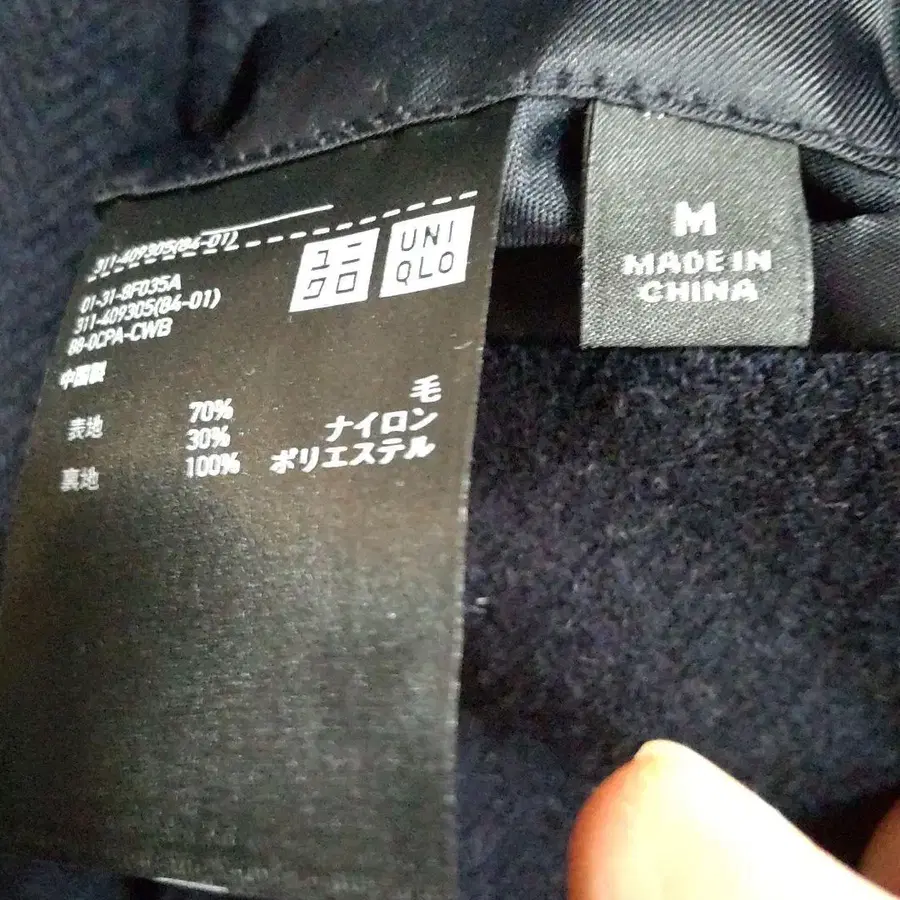 311-409305(84-01)
ユニクロ
UNIQLO
01-31-8F035A
311-409305(84-01)
88-0CPA-CWB
中国製
表地 70% 毛
30% ナイロン
裏地 100% ポリエステル
M
MADE IN
CHINA